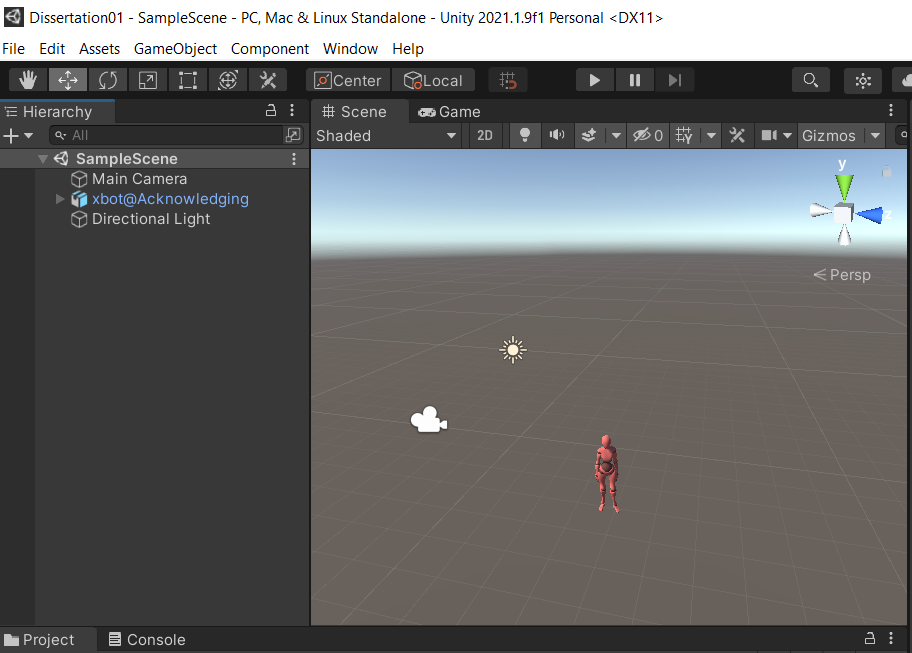 Dissertation01 - SampleScene - PC, Mac & Linux Standalone - Unity 2021.1.9f1 Personal <DX11>
File Edit Assets GameObject Component Window Help
Center Local
Hierarchy
All
SampleScene
Main Camera
xbot@Acknowledging
Directional Light
Scene Game
Shaded 2D 0 Gizmos
y
z
Persp
Project Console